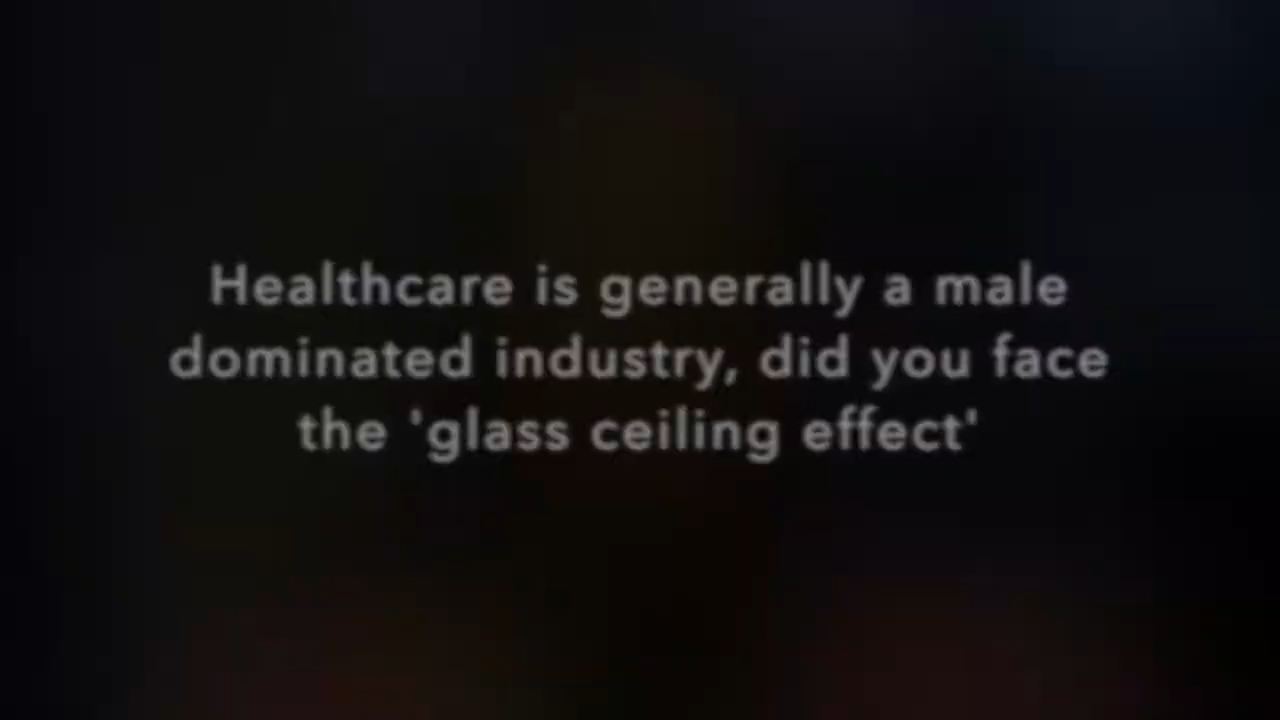 Healthcare is generally a male
dominated industry, did you face
the 'glass ceiling effect'